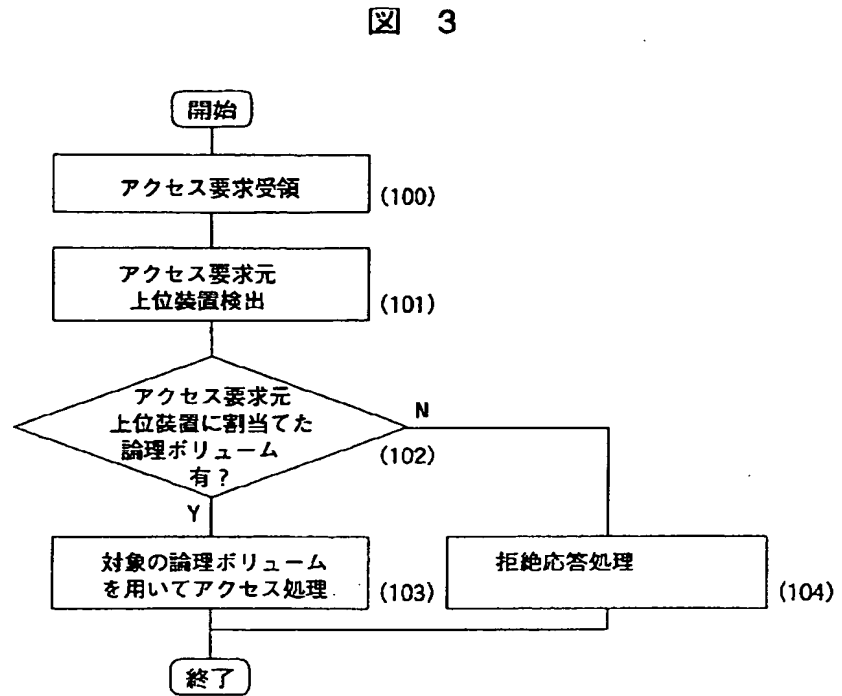 図 3
開始
アクセス要求受領
(100)
アクセス要求元
上位装置検出
(101)
アクセス要求元
上位装置に割当てた
論理ボリューム
有?
(102)
N
Y
対象の論理ボリューム
を用いてアクセス処理
(103)
拒絶応答処理
(104)
終了